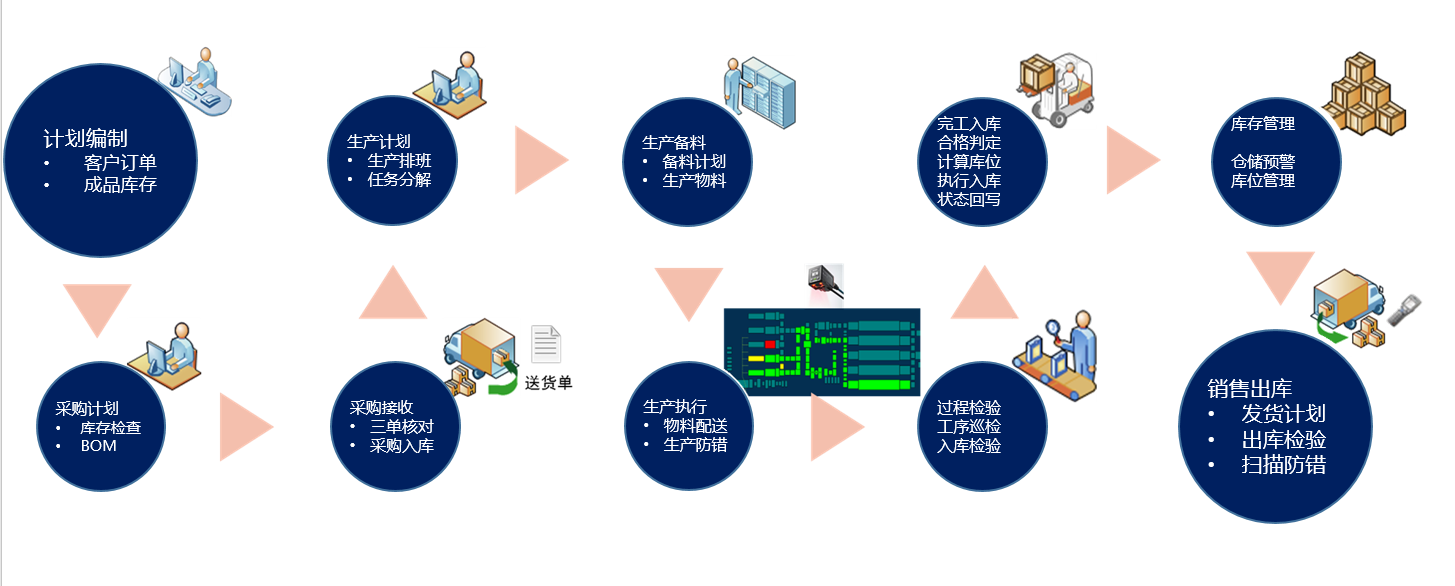 计划编制
• 客户订单
• 成品库存
采购计划
• 库存检查
• BOM
采购接收
• 三单核对
• 采购入库
送货单
生产计划
• 生产排班
• 任务分解
生产备料
• 备料计划
• 生产物料
生产执行
• 物料配送
• 生产防错
过程检验
工序巡检
入库检验
完工入库
合格判定
计算库位
执行入库
状态回写
库存管理
仓储预警
库位管理
销售出库
• 发货计划
• 出库检验
• 扫描防错